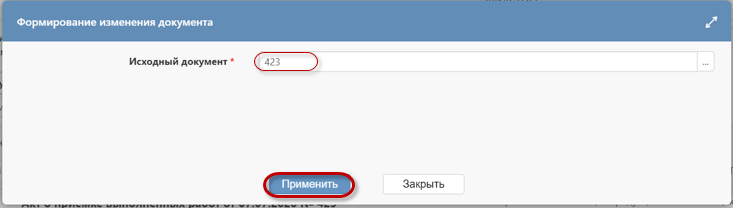 Формирование изменения документа
Исходный документ *
423
...
Применить
Закрыть